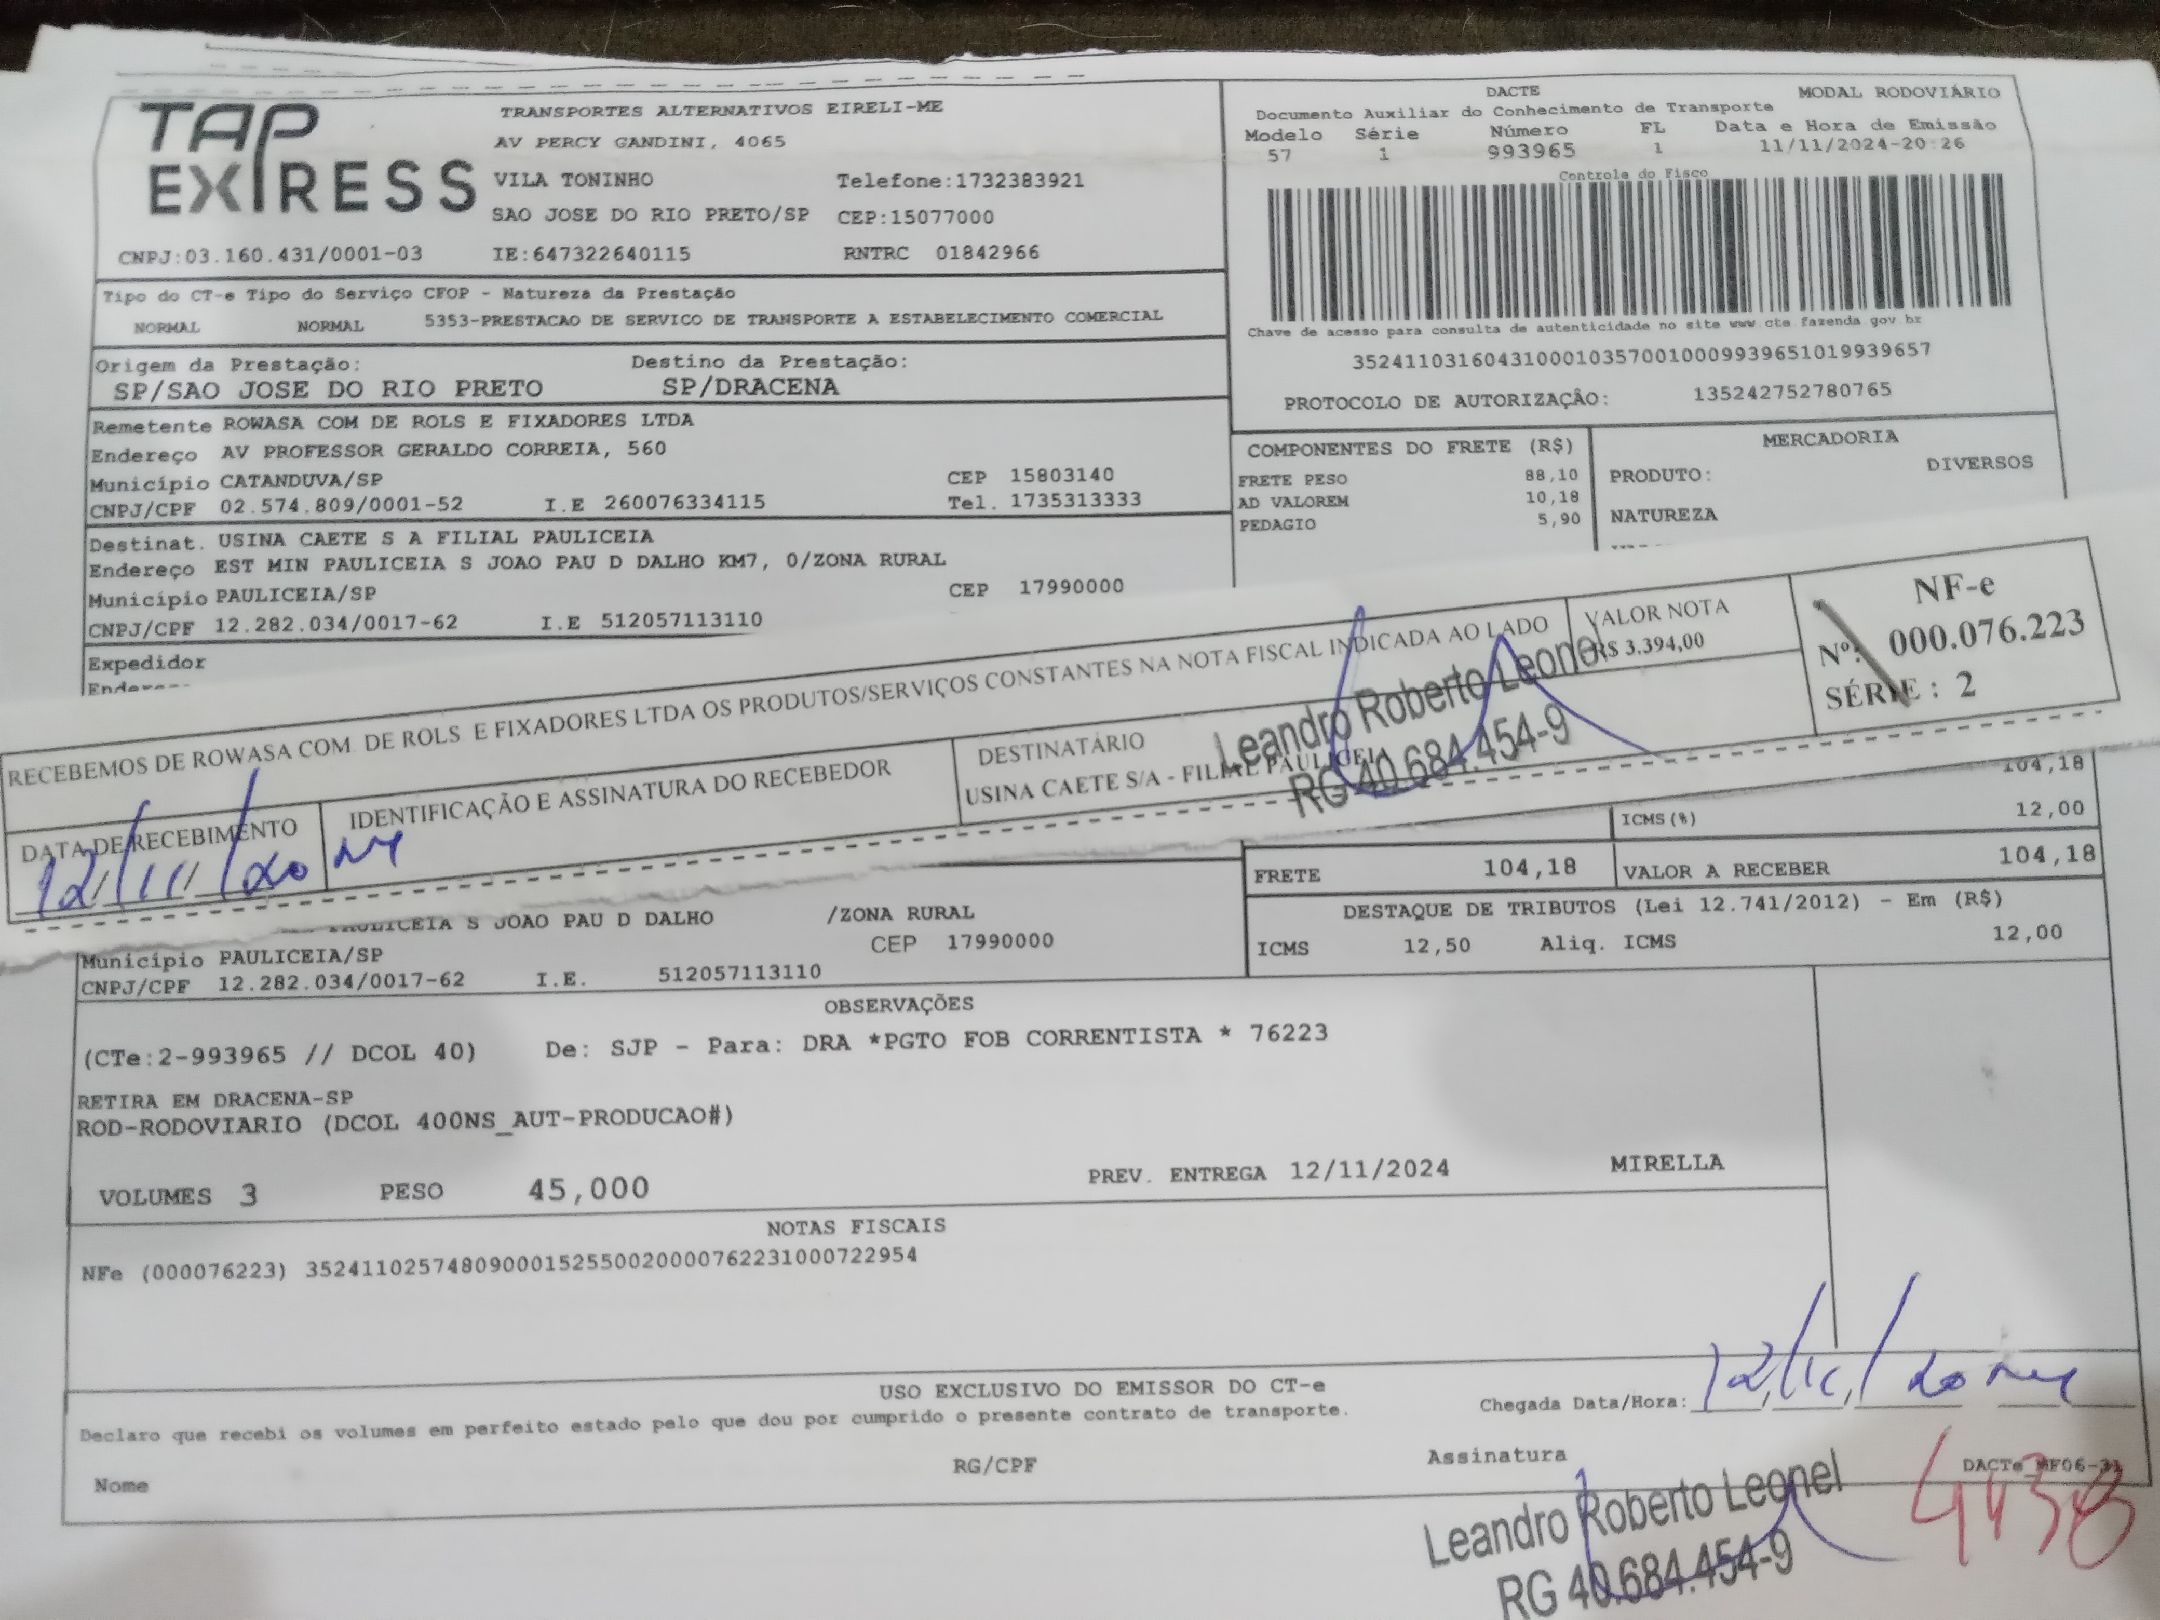 TAP EXPRESS
TRANSPORTES ALTERNATIVOS EIRELI-ME
AV PERCY GANDINI, 4065
VILA TONINHO Telefone:1732383921
SAO JOSE DO RIO PRETO/SP CEP:15077000
CNPJ:03.160.431/0001-03 IE:647322640115 RNTRC 01842966
DACTE MODAL RODOVIÁRIO
Documento Auxiliar do Conhecimento de Transporte
Modelo Série Número FL Data e Hora de Emissão
57 1 993965 1 11/11/2024-20:26
Controle do Fisco
Chave de acesso para consulta de autenticidade no site www.cte.fazenda.gov.br
35241103160431000103570010009939651019939657
PROTOCOLO DE AUTORIZAÇÃO: 135242752780765
Tipo do CT-e Tipo do Serviço CFOP - Natureza da Prestação
NORMAL NORMAL 5353-PRESTACAO DE SERVICO DE TRANSPORTE A ESTABELECIMENTO COMERCIAL
Origem da Prestação: Destino da Prestação:
SP/SAO JOSE DO RIO PRETO SP/DRACENA
Remetente ROWASA COM DE ROLS E FIXADORES LTDA
Endereço AV PROFESSOR GERALDO CORREIA, 560
Município CATANDUVA/SP CEP 15803140
CNPJ/CPF 02.574.809/0001-52 I.E 260076334115 Tel. 1735313333
COMPONENTES DO FRETE (R$)
FRETE PESO 88,10
AD VALOREM 10,18
PEDAGIO 5,90
MERCADORIA
PRODUTO: DIVERSOS
NATUREZA
Destinat. USINA CAETE S A FILIAL PAULICEIA
Endereço EST MIN PAULICEIA S JOAO PAU D DALHO KM7, 0/ZONA RURAL
Município PAULICEIA/SP CEP 17990000
CNPJ/CPF 12.282.034/0017-62 I.E 512057113110
Expedidor
RECEBEMOS DE ROWASA COM. DE ROLS E FIXADORES LTDA OS PRODUTOS/SERVIÇOS CONSTANTES NA NOTA FISCAL INDICADA AO LADO
VALOR NOTA
R$ 3.394,00
NF-e
Nº: 000.076.223
SÉRIE: 2
DATA DE RECEBIMENTO
12/11/2024
IDENTIFICAÇÃO E ASSINATURA DO RECEBEDOR
DESTINATÁRIO
USINA CAETE S/A - FILIAL PAULICEIA
Leandro Roberto Leonel
RG 40.684.454-9
104,18
ICMS(%) 12,00
FRETE 104,18 VALOR A RECEBER 104,18
DESTAQUE DE TRIBUTOS (Lei 12.741/2012) - Em (R$)
ICMS 12,50 Aliq. ICMS 12,00
PAULICEIA S JOAO PAU D DALHO /ZONA RURAL
Município PAULICEIA/SP CEP 17990000
CNPJ/CPF 12.282.034/0017-62 I.E. 512057113110
OBSERVAÇÕES
(CTe:2-993965 // DCOL 40) De: SJP - Para: DRA *PGTO FOB CORRENTISTA * 76223
RETIRA EM DRACENA-SP
ROD-RODOVIARIO (DCOL 400NS_AUT-PRODUCAO#)
VOLUMES 3 PESO 45,000 PREV. ENTREGA 12/11/2024 MIRELLA
NOTAS FISCAIS
NFe (000076223) 35241102574809000152550020000762231000722954
USO EXCLUSIVO DO EMISSOR DO CT-e
Declaro que recebi os volumes em perfeito estado pelo que dou por cumprido o presente contrato de transporte.
Chegada Data/Hora: 12/11/2024
Nome RG/CPF Assinatura
Leandro Roberto Leonel
RG 40.684.454-9